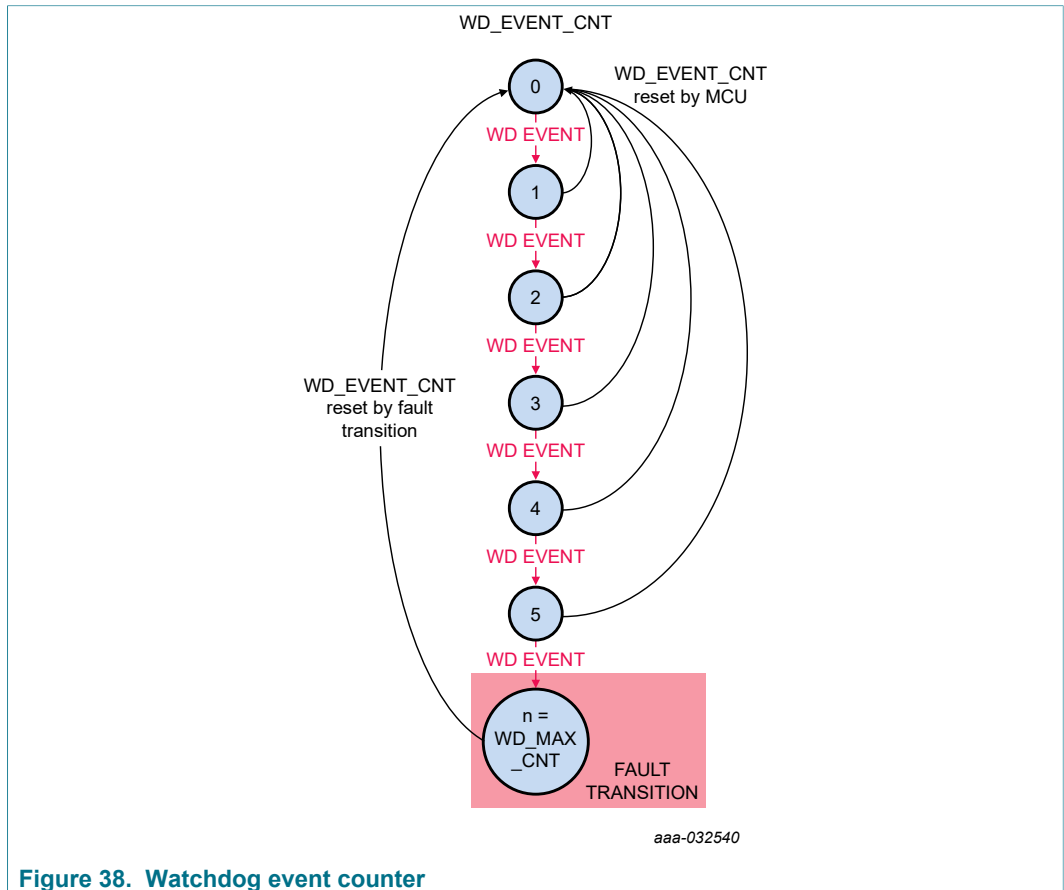 WD_EVENT_CNT
0
WD_EVENT_CNT
reset by MCU
WD EVENT
1
WD EVENT
2
WD EVENT
3
WD_EVENT_CNT
reset by fault
transition
WD EVENT
4
WD EVENT
5
WD EVENT
n =
WD_MAX
_CNT
FAULT
TRANSITION
aaa-032540
Figure 38. Watchdog event counter